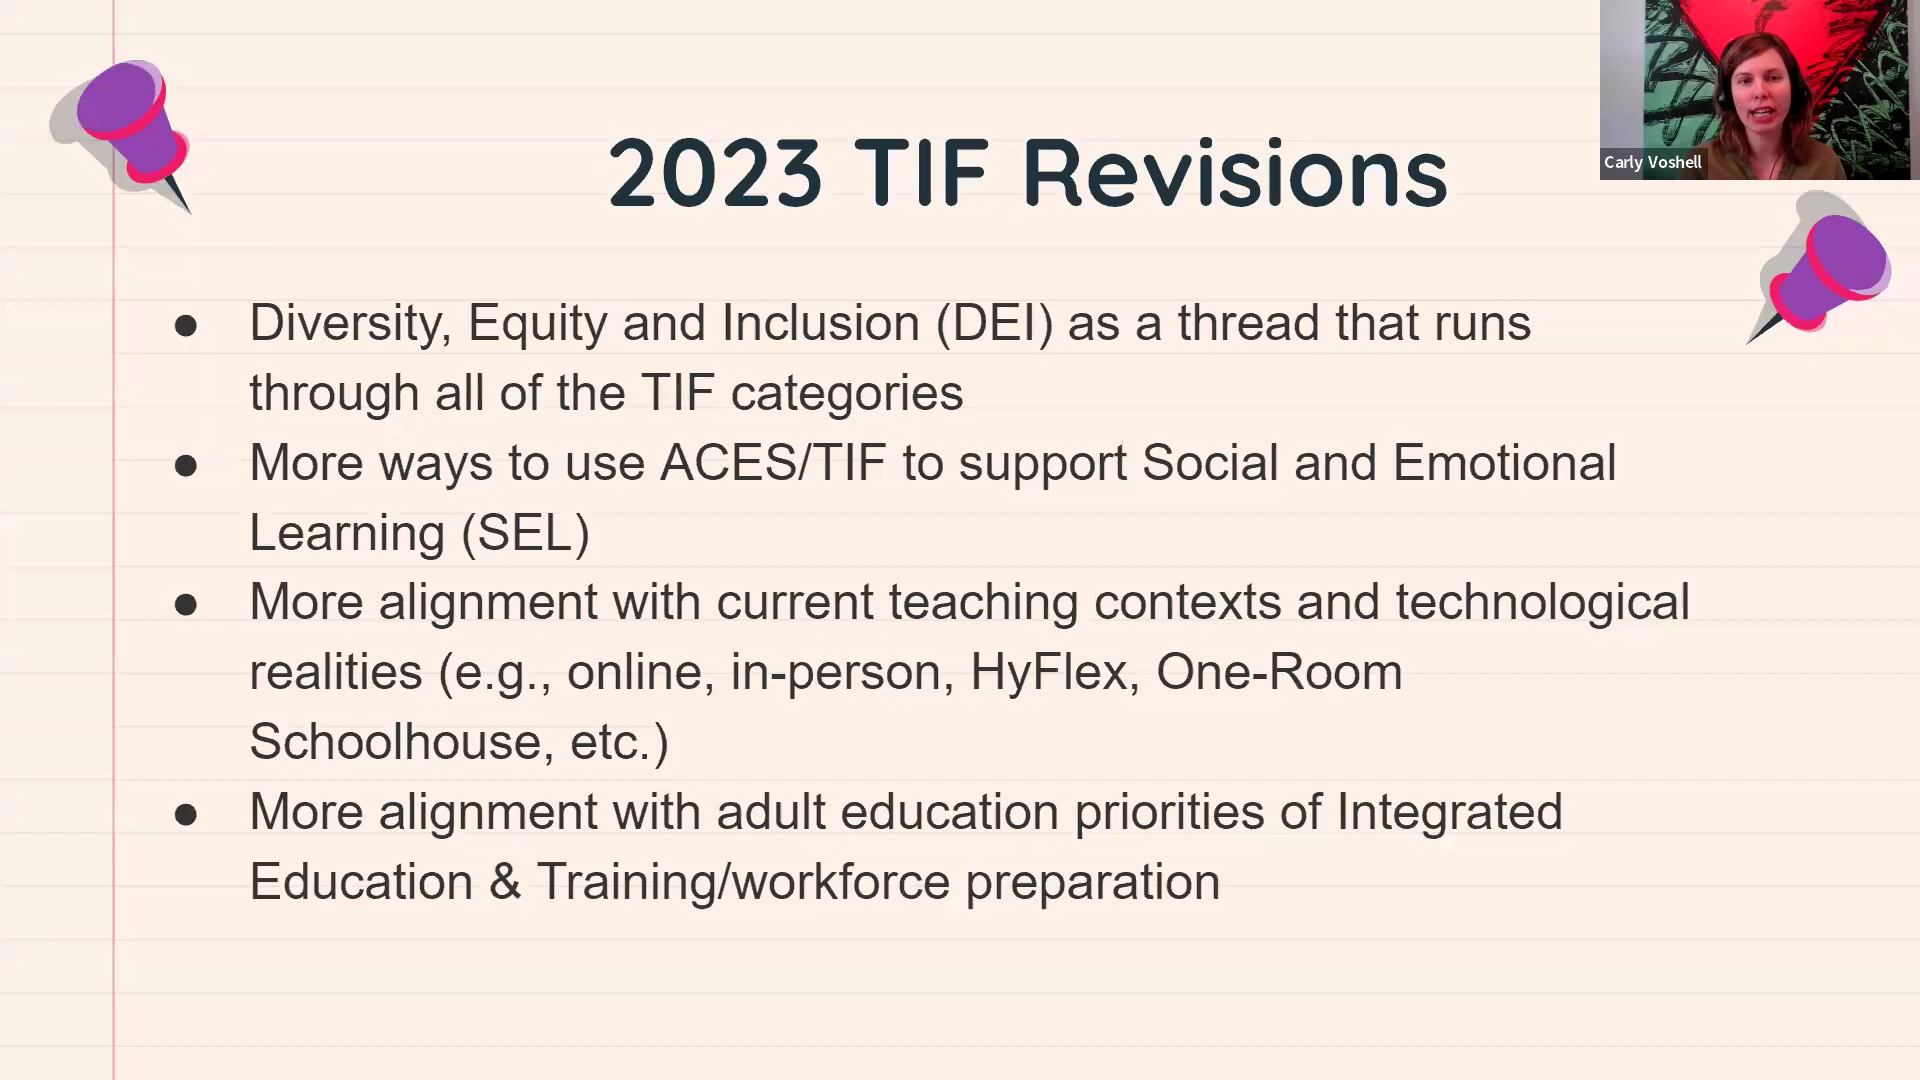 Carly Voshell
2023 TIF Revisions
● Diversity, Equity and Inclusion (DEI) as a thread that runs
through all of the TIF categories
● More ways to use ACES/TIF to support Social and Emotional
Learning (SEL)
● More alignment with current teaching contexts and technological
realities (e.g., online, in-person, HyFlex, One-Room
Schoolhouse, etc.)
● More alignment with adult education priorities of Integrated
Education & Training/workforce preparation